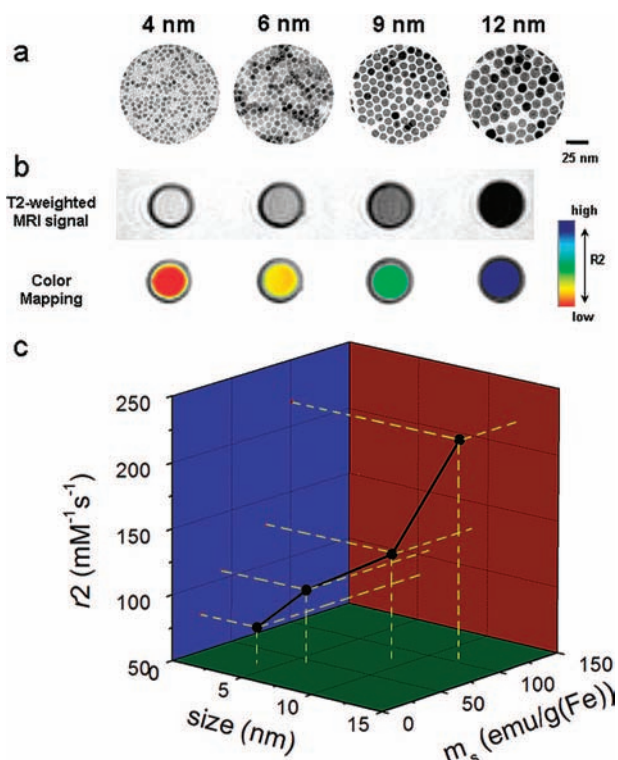 4 nm 6 nm 9 nm 12 nm
a
25 nm
b
T2-weighted
MRI signal
high
R2
Color
Mapping
low
c
250
200
150
100
50
r2 (mM⁻¹s⁻¹)
0
5
10
15
size (nm)
0
50
100
150
mₛ (emu/g(Fe))